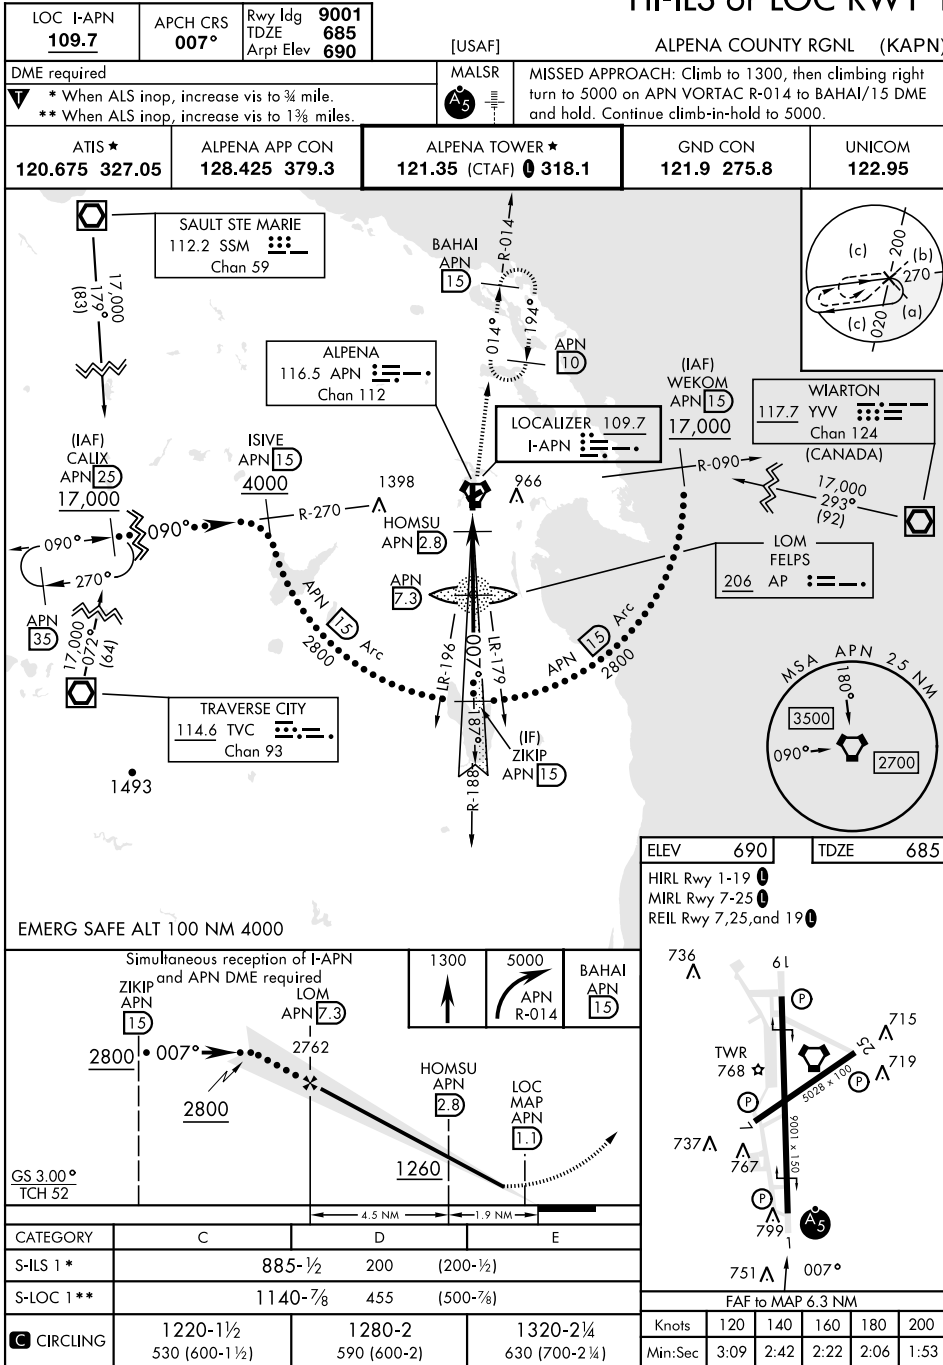 HI-ILS or LOC RWY 1
LOC I-APN
109.7
APCH CRS
007°
Rwy ldg 9001
TDZE 685
Arpt Elev 690
[USAF]
ALPENA COUNTY RGNL (KAPN)
DME required
T * When ALS inop, increase vis to ¾ mile.
** When ALS inop, increase vis to 1⅜ miles.
MALSR
A5
MISSED APPROACH: Climb to 1300, then climbing right
turn to 5000 on APN VORTAC R-014 to BAHAI/15 DME
and hold. Continue climb-in-hold to 5000.
ATIS ★
120.675 327.05
ALPENA APP CON
128.425 379.3
ALPENA TOWER ★
121.35 (CTAF) L 318.1
GND CON
121.9 275.8
UNICOM
122.95
SAULT STE MARIE
112.2 SSM
Chan 59
17,000
179°
(83)
BAHAI
APN
15
R-014
014°
194°
APN
10
(c)
200
(b)
270
(a)
(c)
020
ALPENA
116.5 APN
Chan 112
LOCALIZER 109.7
I-APN
(IAF)
WEKOM
APN 15
17,000
WIARTON
117.7 YVV
Chan 124
(CANADA)
R-090
17,000
293°
(92)
(IAF)
CALIX
APN 25
17,000
ISIVE
APN 15
4000
1398
966
R-270
090°
090°
270°
APN
35
HOMSU
APN 2.8
APN
7.3
LOM
FELPS
206 AP
17,000
072°
(64)
APN 15 Arc
2800
APN 15 Arc
2800
LR-196
007°
LR-179
187°
R-188
(IF)
ZIKIP
APN 15
TRAVERSE CITY
114.6 TVC
Chan 93
1493
MSA APN 25 NM
180°
3500
090°
2700
EMERG SAFE ALT 100 NM 4000
ELEV 690
TDZE 685
HIRL Rwy 1-19 L
MIRL Rwy 7-25 L
REIL Rwy 7,25,and 19 L
736
19
P
715
25
719
P
TWR
768
5028 x 100
P
7
9001 x 150
737
767
P
799
A5
1
751
007°
Simultaneous reception of I-APN
and APN DME required
ZIKIP
APN
15
LOM
APN 7.3
2762
2800
007°
2800
1300
5000
APN
R-014
BAHAI
APN
15
HOMSU
APN
2.8
LOC
MAP
APN
1.1
1260
GS 3.00°
TCH 52
4.5 NM
1.9 NM
CATEGORY C D E
S-ILS 1* 885-½ 200 (200-½)
S-LOC 1** 1140-⅞ 455 (500-⅞)
C CIRCLING
1220-1½
530 (600-1½)
1280-2
590 (600-2)
1320-2¼
630 (700-2¼)
FAF to MAP 6.3 NM
Knots 120 140 160 180 200
Min:Sec 3:09 2:42 2:22 2:06 1:53